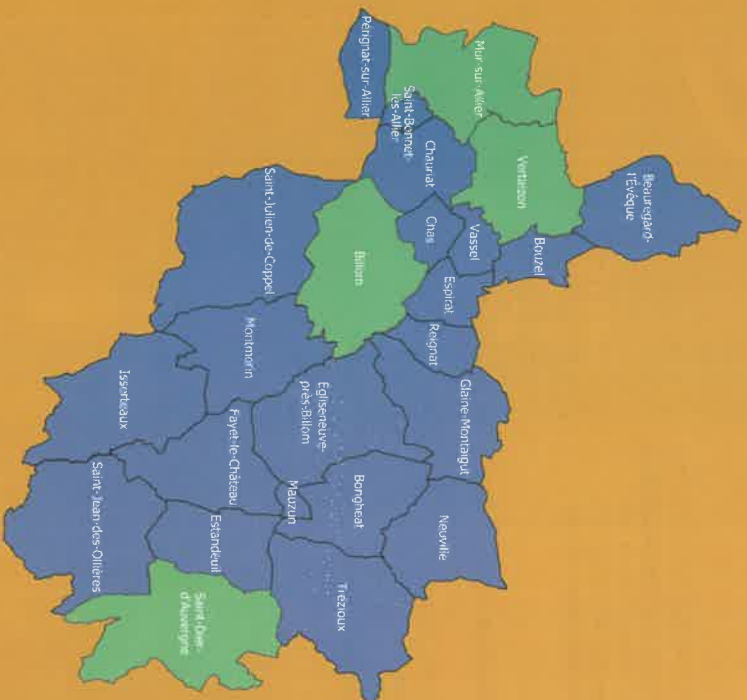 Beauregard-
l'Évêque
Bouzel
Vertaizon
Mur-sur-Allier
Vassel
Glaine-Montaigut
Espirat
Neuville
Reignat
Chas
Chauriat
Saint-Bonnet-
lès-Allier
Pérignat-sur-Allier
Billom
Bongheat
Trézioux
Égliseneuve-
près-Billom
Mauzun
Saint-Julien-de-Coppel
Montmorin
Fayet-le-Château
Estandeuil
Saint-Dier-
d'Auvergne
Isserteaux
Saint-Jean-des-Ollières